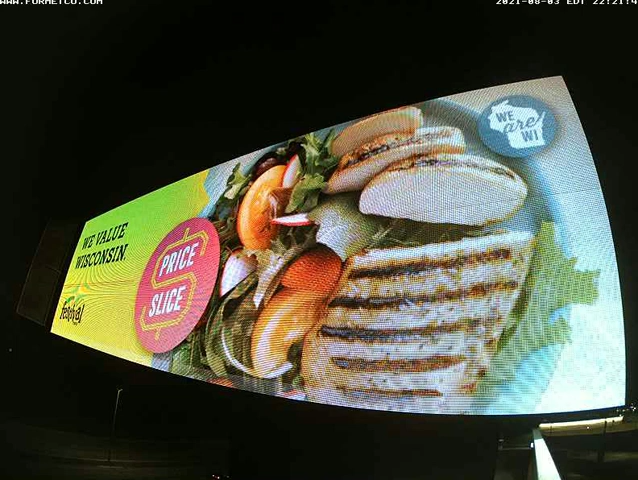 WWW.FORMETCO.COM
2021-08-03 EDT 22:21:4
WE
are
WI
WE VALUE
WISCONSIN.
PRICE
SLICE
festival